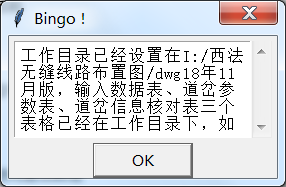 Bingo !
工作目录已经设置在I:/西法
无缝线路布置图/dwg18年11
月版，输入数据表、道岔参
数表、道岔信息核对表三个
表格已经在工作目录下，如
OK